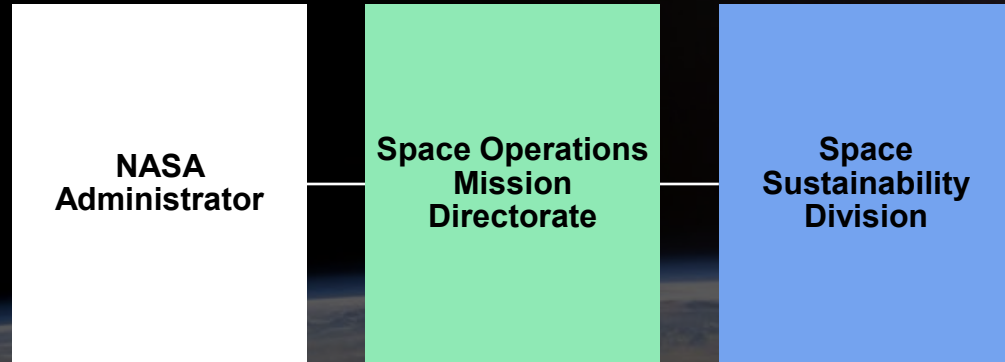 NASA
Administrator
Space Operations
Mission
Directorate
Space
Sustainability
Division